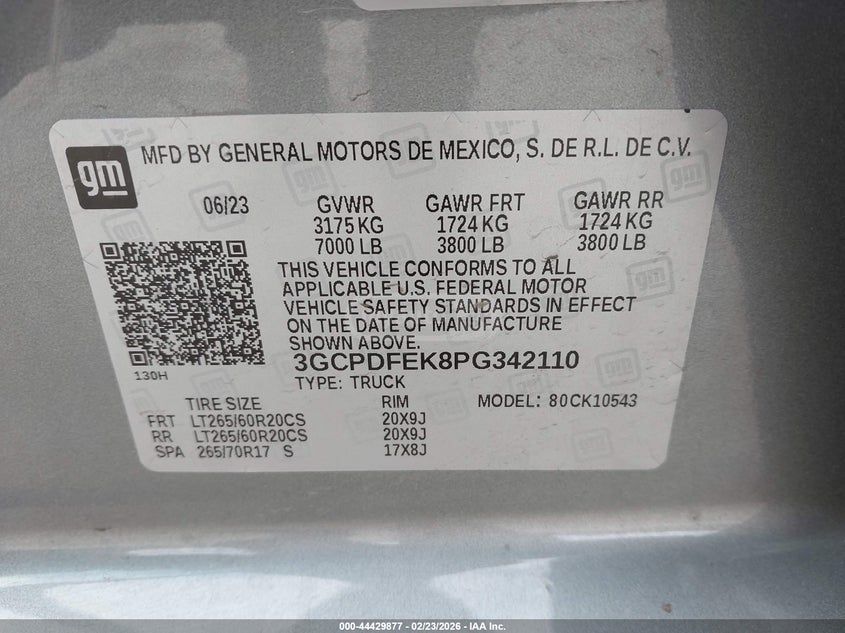 gm
MFD BY GENERAL MOTORS DE MEXICO, S. DE R.L. DE C.V.
06/23 GVWR GAWR FRT GAWR RR
3175 KG 1724 KG 1724 KG
7000 LB 3800 LB 3800 LB
THIS VEHICLE CONFORMS TO ALL
APPLICABLE U.S. FEDERAL MOTOR
VEHICLE SAFETY STANDARDS IN EFFECT
ON THE DATE OF MANUFACTURE
SHOWN ABOVE.
3GCPDFEK8PG342110
130H
TYPE: TRUCK
TIRE SIZE RIM MODEL: 80CK10543
FRT LT265/60R20CS 20X9J
RR LT265/60R20CS 20X9J
SPA 265/70R17 S 17X8J
000-44429877 - 02/23/2026 - IAA Inc.